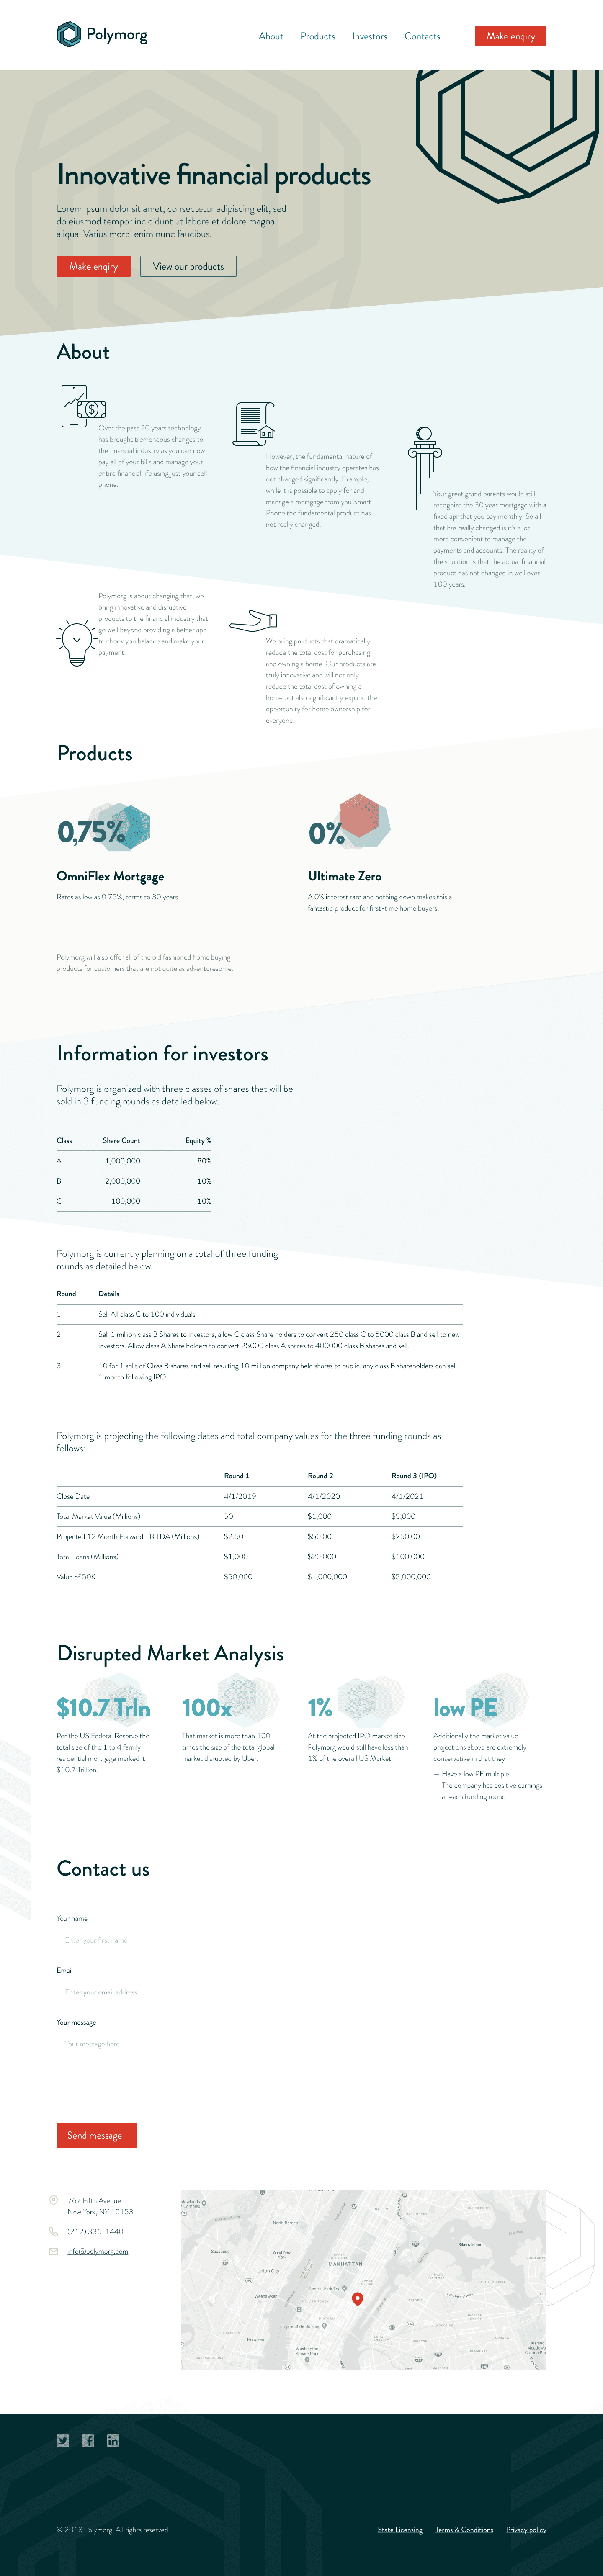 Polymorg
About Products Investors Contacts Make enqiry
Innovative financial products
Lorem ipsum dolor sit amet, consectetur adipiscing elit, sed
do eiusmod tempor incididunt ut labore et dolore magna
aliqua. Varius morbi enim nunc faucibus.
Make enqiry View our products
About
Over the past 20 years technology
has brought tremendous changes to
the financial industry as you can now
pay all of your bills and manage your
entire financial life using just your cell
phone.
However, the fundamental nature of
how the financial industry operates has
not changed significantly. Example,
while it is possible to apply for and
manage a mortgage from you Smart
Phone the fundamental product has
not really changed.
Your great grand parents would still
recognize the 30 year mortgage with a
fixed apr that you pay monthly. So all
that has really changed is it's a lot
more convenient to manage the
payments and accounts. The reality of
the situation is that the actual financial
product has not changed in well over
100 years.
Polymorg is about changing that, we
bring innovative and disruptive
products to the financial industry that
go well beyond providing a better app
to check you balance and make your
payment.
We bring products that dramatically
reduce the total cost for purchasing
and owning a home. Our products are
truly innovative and will not only
reduce the total cost of owning a
home but also significantly expand the
opportunity for home ownership for
everyone.
Products
0,75%
OmniFlex Mortgage
Rates as low as 0.75%, terms to 30 years
0%
Ultimate Zero
A 0% interest rate and nothing down makes this a
fantastic product for first-time home buyers.
Polymorg will also offer all of the old fashioned home buying
products for customers that are not quite as adventuresome.
Information for investors
Polymorg is organized with three classes of shares that will be
sold in 3 funding rounds as detailed below.
Class Share Count Equity %
A 1,000,000 80%
B 2,000,000 10%
C 100,000 10%
Polymorg is currently planning on a total of three funding
rounds as detailed below.
Round Details
1 Sell All class C to 100 individuals
2 Sell 1 million class B Shares to investors, allow C class Share holders to convert 250 class C to 5000 class B and sell to new
investors. Allow class A Share holders to convert 25000 class A shares to 400000 class B shares and sell.
3 10 for 1 split of Class B shares and sell resulting 10 million company held shares to public, any class B shareholders can sell
1 month following IPO
Polymorg is projecting the following dates and total company values for the three funding rounds as
follows:
Round 1 Round 2 Round 3 (IPO)
Close Date 4/1/2019 4/1/2020 4/1/2021
Total Market Value (Millions) 50 $1,000 $5,000
Projected 12 Month Forward EBITDA (Millions) $2.50 $50.00 $250.00
Total Loans (Millions) $1,000 $20,000 $100,000
Value of 50K $50,000 $1,000,000 $5,000,000
Disrupted Market Analysis
$10.7 Trln
Per the US Federal Reserve the
total size of the 1 to 4 family
residential mortgage marked it
$10.7 Trillion.
100x
That market is more than 100
times the size of the total global
market disrupted by Uber.
1%
At the projected IPO market size
Polymorg would still have less than
1% of the overall US Market.
low PE
Additionally the market value
projections above are extremely
conservative in that they
— Have a low PE multiple
— The company has positive earnings
at each funding round
Contact us
Your name
Enter your first name
Email
Enter your email address
Your message
Your message here
Send message
767 Fifth Avenue
New York, NY 10153
(212) 336-1440
info@polymorg.com
North Bergen
Secaucus
West New
York
Rikers Island
MANHATTAN
Union City
Weehawken
Central Park Zoo
Empire State Building
Hoboken
Washington
Square Park
Flushing
Meadows
Corona Par
© 2018 Polymorg. All rights reserved.
State Licensing Terms & Conditions Privacy policy